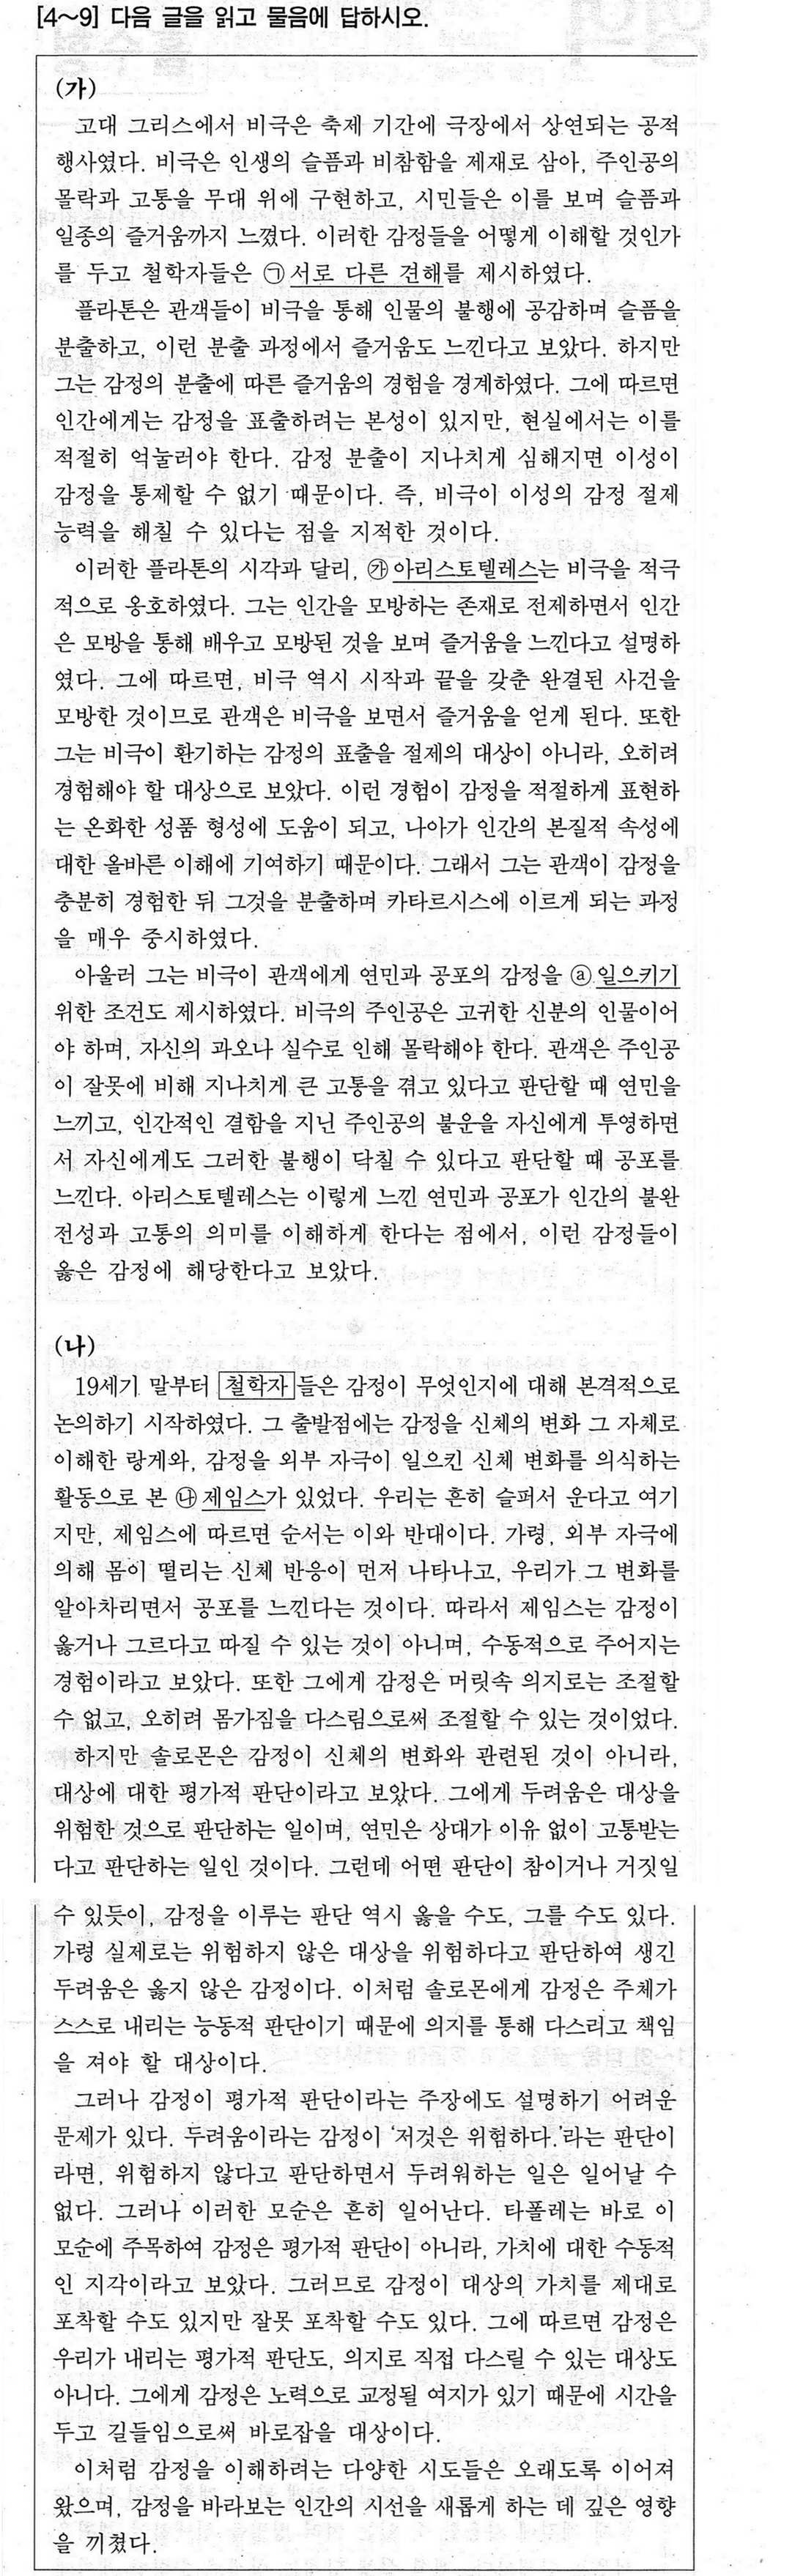 [4～9] 다음 글을 읽고 물음에 답하시오.
(가)
고대 그리스에서 비극은 축제 기간에 극장에서 상연되는 공적
행사였다. 비극은 인생의 슬픔과 비참함을 제재로 삼아, 주인공의
몰락과 고통을 무대 위에 구현하고, 시민들은 이를 보며 슬픔과
일종의 즐거움까지 느꼈다. 이러한 감정들을 어떻게 이해할 것인가
를 두고 철학자들은 ㉠서로 다른 견해를 제시하였다.
플라톤은 관객들이 비극을 통해 인물의 불행에 공감하며 슬픔을
분출하고, 이런 분출 과정에서 즐거움도 느낀다고 보았다. 하지만
그는 감정의 분출에 따른 즐거움의 경험을 경계하였다. 그에 따르면
인간에게는 감정을 표출하려는 본성이 있지만, 현실에서는 이를
적절히 억눌러야 한다. 감정 분출이 지나치게 심해지면 이성이
감정을 통제할 수 없기 때문이다. 즉, 비극이 이성의 감정 절제
능력을 해칠 수 있다는 점을 지적한 것이다.
이러한 플라톤의 시각과 달리, ㉮아리스토텔레스는 비극을 적극
적으로 옹호하였다. 그는 인간을 모방하는 존재로 전제하면서 인간
은 모방을 통해 배우고 모방된 것을 보며 즐거움을 느낀다고 설명하
였다. 그에 따르면, 비극 역시 시작과 끝을 갖춘 완결된 사건을
모방한 것이므로 관객은 비극을 보면서 즐거움을 얻게 된다. 또한
그는 비극이 환기하는 감정의 표출을 절제의 대상이 아니라, 오히려
경험해야 할 대상으로 보았다. 이런 경험이 감정을 적절하게 표현하
는 온화한 성품 형성에 도움이 되고, 나아가 인간의 본질적 속성에
대한 올바른 이해에 기여하기 때문이다. 그래서 그는 관객이 감정을
충분히 경험한 뒤 그것을 분출하며 카타르시스에 이르게 되는 과정
을 매우 중시하였다.
아울러 그는 비극이 관객에게 연민과 공포의 감정을 ⓐ일으키기
위한 조건도 제시하였다. 비극의 주인공은 고귀한 신분의 인물이어
야 하며, 자신의 과오나 실수로 인해 몰락해야 한다. 관객은 주인공
이 잘못에 비해 지나치게 큰 고통을 겪고 있다고 판단할 때 연민을
느끼고, 인간적인 결함을 지닌 주인공의 불운을 자신에게 투영하면
서 자신에게도 그러한 불행이 닥칠 수 있다고 판단할 때 공포를
느낀다. 아리스토텔레스는 이렇게 느낀 연민과 공포가 인간의 불완
전성과 고통의 의미를 이해하게 한다는 점에서, 이런 감정들이
옳은 감정에 해당한다고 보았다.
(나)
19세기 말부터 철학자들은 감정이 무엇인지에 대해 본격적으로
논의하기 시작하였다. 그 출발점에는 감정을 신체의 변화 그 자체로
이해한 랑게와, 감정을 외부 자극이 일으킨 신체 변화를 의식하는
활동으로 본 ㉯제임스가 있었다. 우리는 흔히 슬퍼서 운다고 여기
지만, 제임스에 따르면 순서는 이와 반대이다. 가령, 외부 자극에
의해 몸이 떨리는 신체 반응이 먼저 나타나고, 우리가 그 변화를
알아차리면서 공포를 느낀다는 것이다. 따라서 제임스는 감정이
옳거나 그르다고 따질 수 있는 것이 아니며, 수동적으로 주어지는
경험이라고 보았다. 또한 그에게 감정은 머릿속 의지로는 조절할
수 없고, 오히려 몸가짐을 다스림으로써 조절할 수 있는 것이었다.
하지만 솔로몬은 감정이 신체의 변화와 관련된 것이 아니라,
대상에 대한 평가적 판단이라고 보았다. 그에게 두려움은 대상을
위험한 것으로 판단하는 일이며, 연민은 상대가 이유 없이 고통받는
다고 판단하는 일인 것이다. 그런데 어떤 판단이 참이거나 거짓일
수 있듯이, 감정을 이루는 판단 역시 옳을 수도, 그를 수도 있다.
가령 실제로는 위험하지 않은 대상을 위험하다고 판단하여 생긴
두려움은 옳지 않은 감정이다. 이처럼 솔로몬에게 감정은 주체가
스스로 내리는 능동적 판단이기 때문에 의지를 통해 다스리고 책임
을 져야 할 대상이다.
그러나 감정이 평가적 판단이라는 주장에도 설명하기 어려운
문제가 있다. 두려움이라는 감정이 ‘저것은 위험하다.’라는 판단이
라면, 위험하지 않다고 판단하면서 두려워하는 일은 일어날 수
없다. 그러나 이러한 모순은 흔히 일어난다. 타폴레는 바로 이
모순에 주목하여 감정은 평가적 판단이 아니라, 가치에 대한 수동적
인 지각이라고 보았다. 그러므로 감정이 대상의 가치를 제대로
포착할 수도 있지만 잘못 포착할 수도 있다. 그에 따르면 감정은
우리가 내리는 평가적 판단도, 의지로 직접 다스릴 수 있는 대상도
아니다. 그에게 감정은 노력으로 교정될 여지가 있기 때문에 시간을
두고 길들임으로써 바로잡을 대상이다.
이처럼 감정을 이해하려는 다양한 시도들은 오래도록 이어져
왔으며, 감정을 바라보는 인간의 시선을 새롭게 하는 데 깊은 영향
을 끼쳤다.